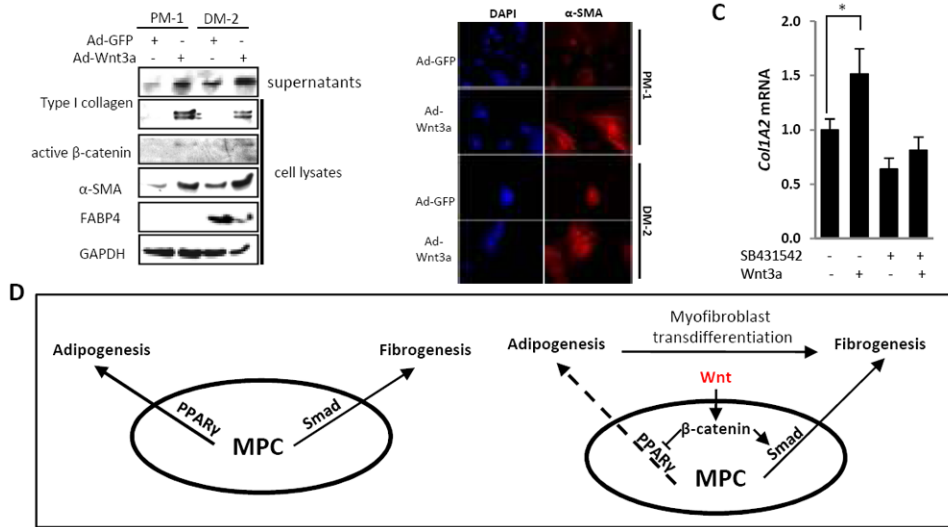 PM-1 DM-2
Ad-GFP + - + -
Ad-Wnt3a - + - +
supernatants
Type I collagen
active β-catenin
cell lysates
α-SMA
FABP4
GAPDH
DAPI α-SMA
Ad-GFP
Ad-
Wnt3a
PM-1
Ad-GFP
Ad-
Wnt3a
DM-2
C
*
Col1A2 mRNA
2.0
1.5
1.0
0.5
0.0
SB431542 - - + +
Wnt3a - + - +
D
Adipogenesis
Fibrogenesis
PPARγ
Smad
MPC
Myofibroblast
transdifferentiation
Adipogenesis
Fibrogenesis
Wnt
β-catenin
PPARγ
Smad
MPC